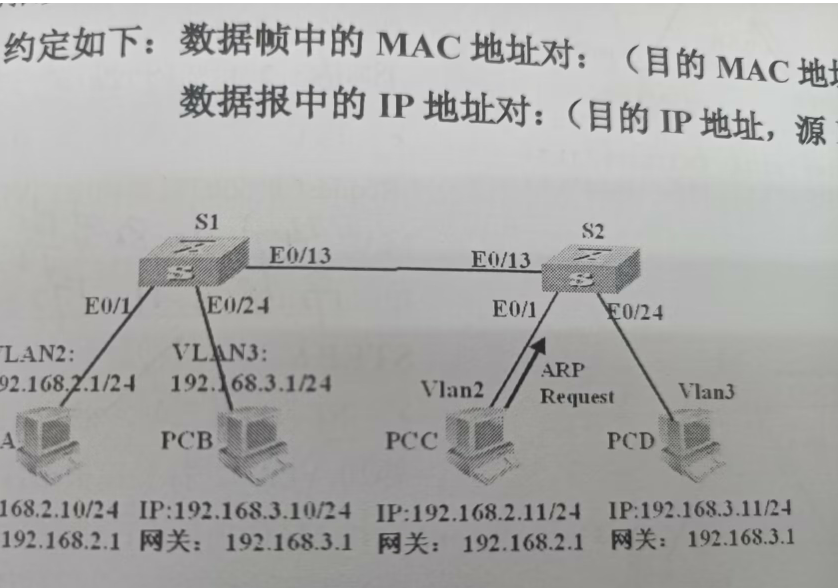 约定如下：数据帧中的 MAC 地址对：（目的 MAC 地址
数据报中的 IP 地址对：（目的 IP 地址，源
S1
S2
E0/13
E0/13
E0/1
E0/24
E0/1
E0/24
VLAN2:
VLAN3:
92.168.2.1/24
192.168.3.1/24
ARP
Request
Vlan2
Vlan3
A
PCB
PCC
PCD
168.2.10/24
IP:192.168.3.10/24
IP:192.168.2.11/24
IP:192.168.3.11/24
192.168.2.1
网关： 192.168.3.1
网关： 192.168.2.1
网关： 192.168.3.1